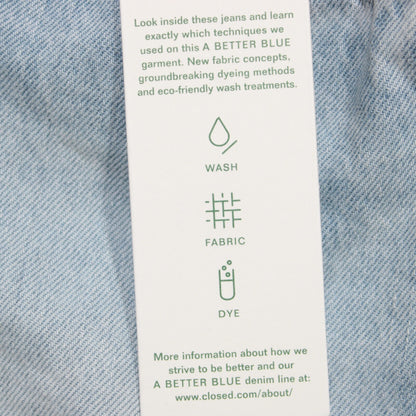 Look inside these jeans and learn
exactly which techniques we
used on this A BETTER BLUE
garment. New fabric concepts,
groundbreaking dyeing methods
and eco-friendly wash treatments.
WASH
FABRIC
DYE
More information about how we
strive to be better and our
A BETTER BLUE denim line at:
www.closed.com/about/